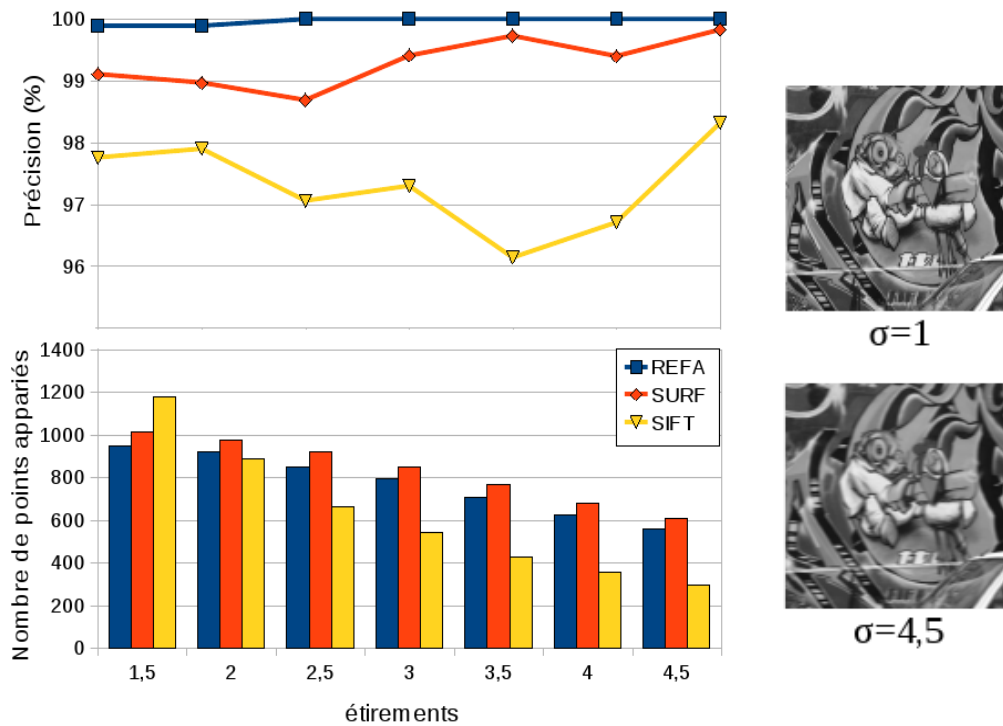 Précision (%)
100
99
98
97
96
Nombre de points appariés
1400
1200
1000
800
600
400
200
0
REFA
SURF
SIFT
1,5 2 2,5 3 3,5 4 4,5
étirements
σ=1
σ=4,5